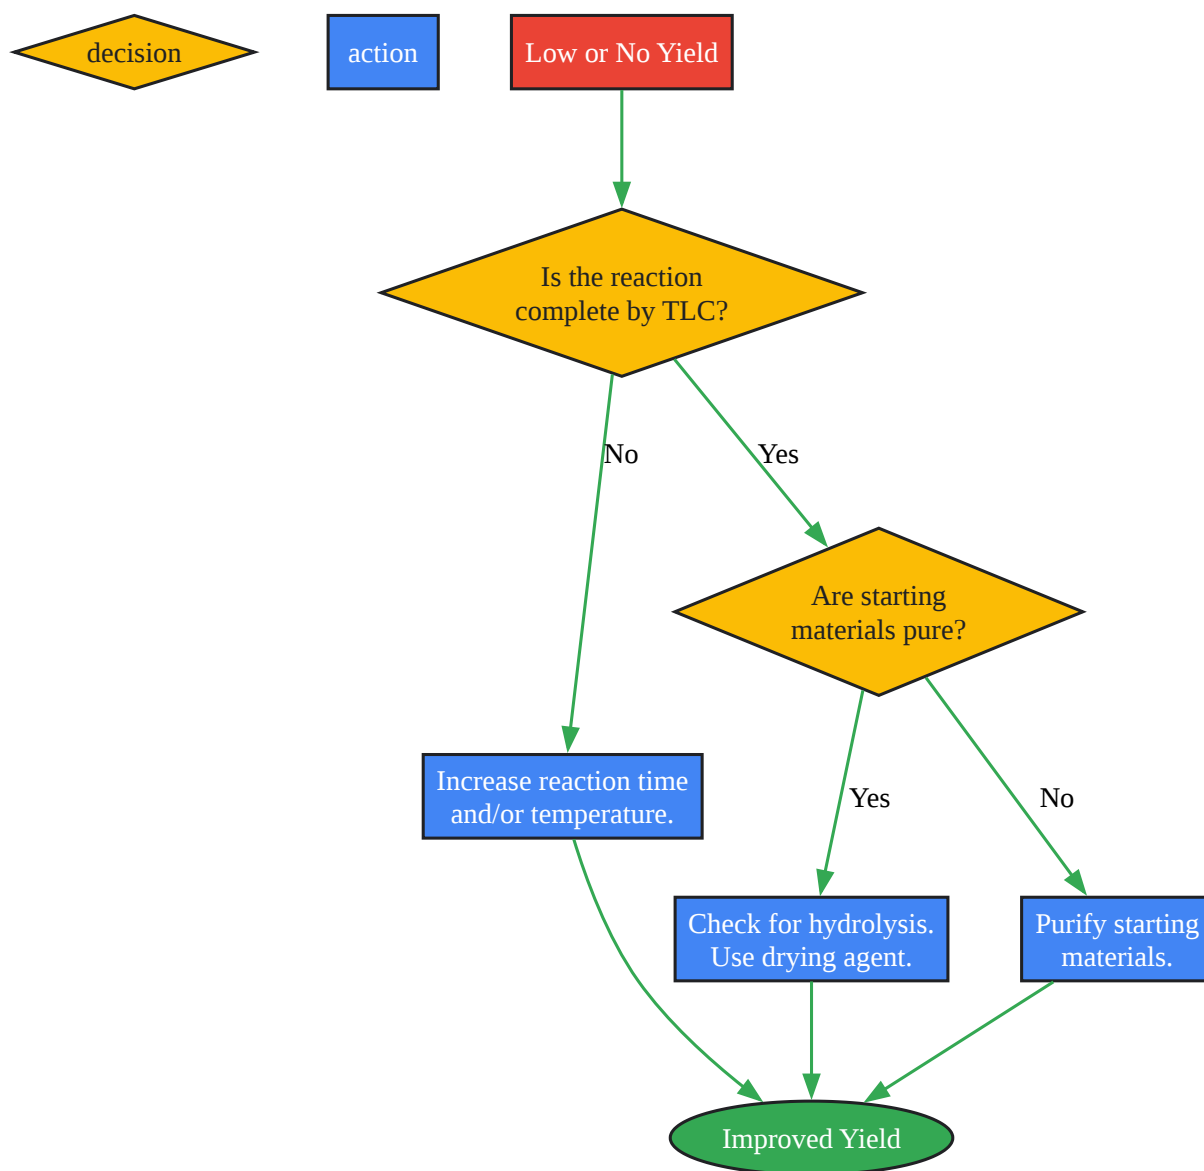 decision
action
Low or No Yield
Is the reaction
complete by TLC?
No
Yes
Are starting
materials pure?
Increase reaction time
and/or temperature.
Yes
No
Check for hydrolysis.
Use drying agent.
Purify starting
materials.
Improved Yield